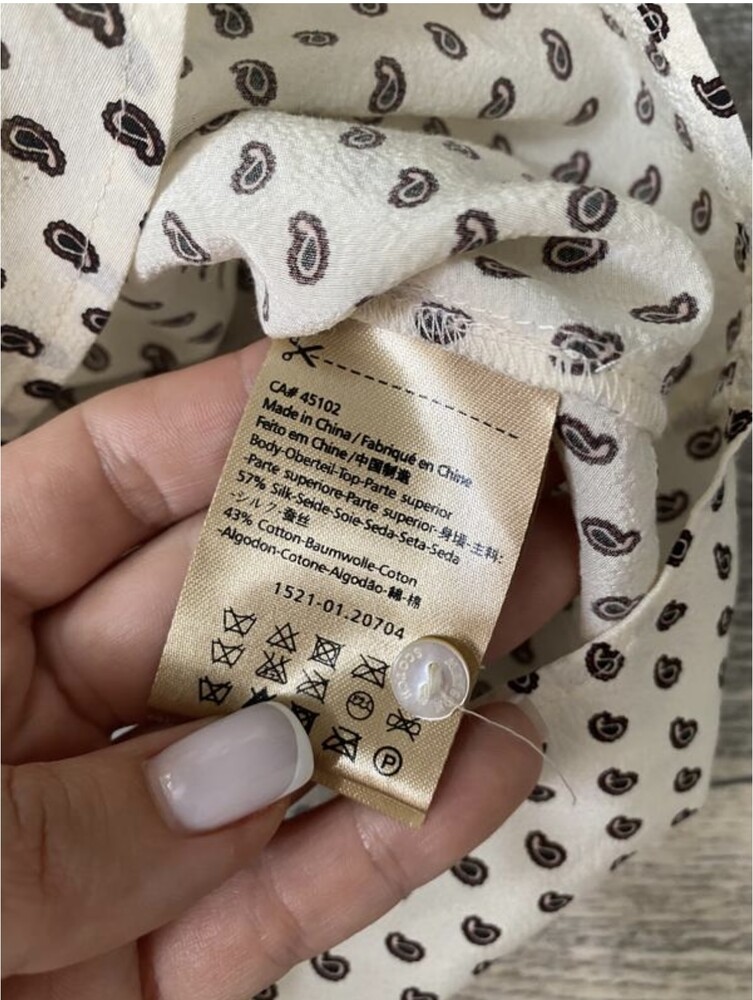 CA# 45102
Made in China / Fabriqué en Chine
Feito em Chine / 中国制造
Body-Oberteil-Top-Parte superior
-Parte superiore-Parte superior-身壊-主料:
57% Silk-Seide-Soie-Seda-Seta-Seda
-シルク-蚕丝
43% Cotton-Baumwolle-Coton
-Algodon-Cotone-Algodão-綿-棉
1521-01.20704
P